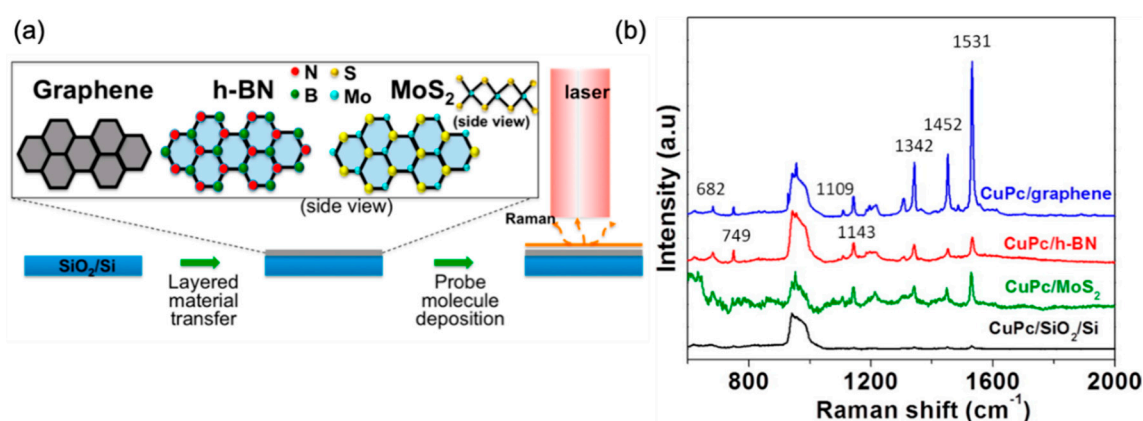 (a)
Graphene
h-BN
N
B
S
Mo
MoS2
(side view)
laser
(side view)
Raman
SiO2/Si
Layered
material
transfer
Probe
molecule
deposition
(b)
Intensity (a.u)
1531
1452
1342
1109
682
CuPc/graphene
749
1143
CuPc/h-BN
CuPc/MoS2
CuPc/SiO2/Si
800 1200 1600 2000
Raman shift (cm-1)